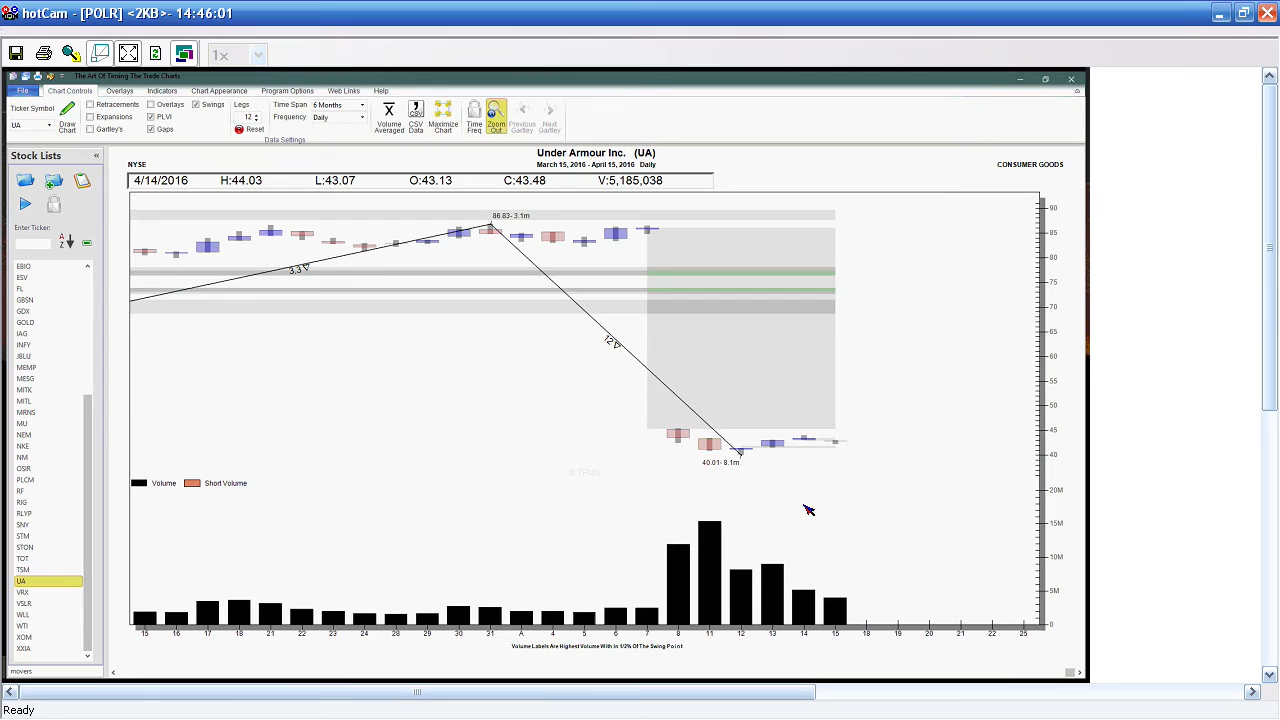 hotCam - [POLR] <2KB>- 14:46:01
1x
The Art Of Timing The Trade Charts
File Chart Controls Overlays Indicators Chart Appearance Program Options Web Links Help
Ticker Symbol
UA
Draw Chart
Retracements Overlays Swings
Expansions PLVI
Gartley's Gaps
Legs
12
Reset
Time Span 6 Months
Frequency Daily
Volume Averaged
CSV Data
Maximize Chart
Time Freq
Zoom Out
Previous Gartley
Next Gartley
Data Settings
Stock Lists
Enter Ticker:
EBIO
ESV
FL
GBSN
GDX
GOLD
IAG
INFY
JBLU
MEMP
MESG
MITK
MITL
MRNS
MU
NEM
NKE
NM
OSIR
PLCM
RF
RIG
RLYP
SNY
STM
STON
TOT
TSM
UA
VRX
VSLR
WLL
WTI
XOM
XXIA
movers
Under Armour Inc. (UA)
NYSE March 15, 2016 - April 15, 2016 Daily CONSUMER GOODS
4/14/2016 H:44.03 L:43.07 O:43.13 C:43.48 V:5,185,038
86.83- 3.1m
3.3
12
40.01- 8.1m
© TENN
90
85
80
75
70
65
60
55
50
45
40
20M
15M
10M
5M
0
Volume Short Volume
15 16 17 18 21 22 23 24 28 29 30 31 A 4 5 6 7 8 11 12 13 14 15 18 19 20 21 22 25
Volume Labels Are Highest Volume With In 1/2% Of The Swing Point
Ready